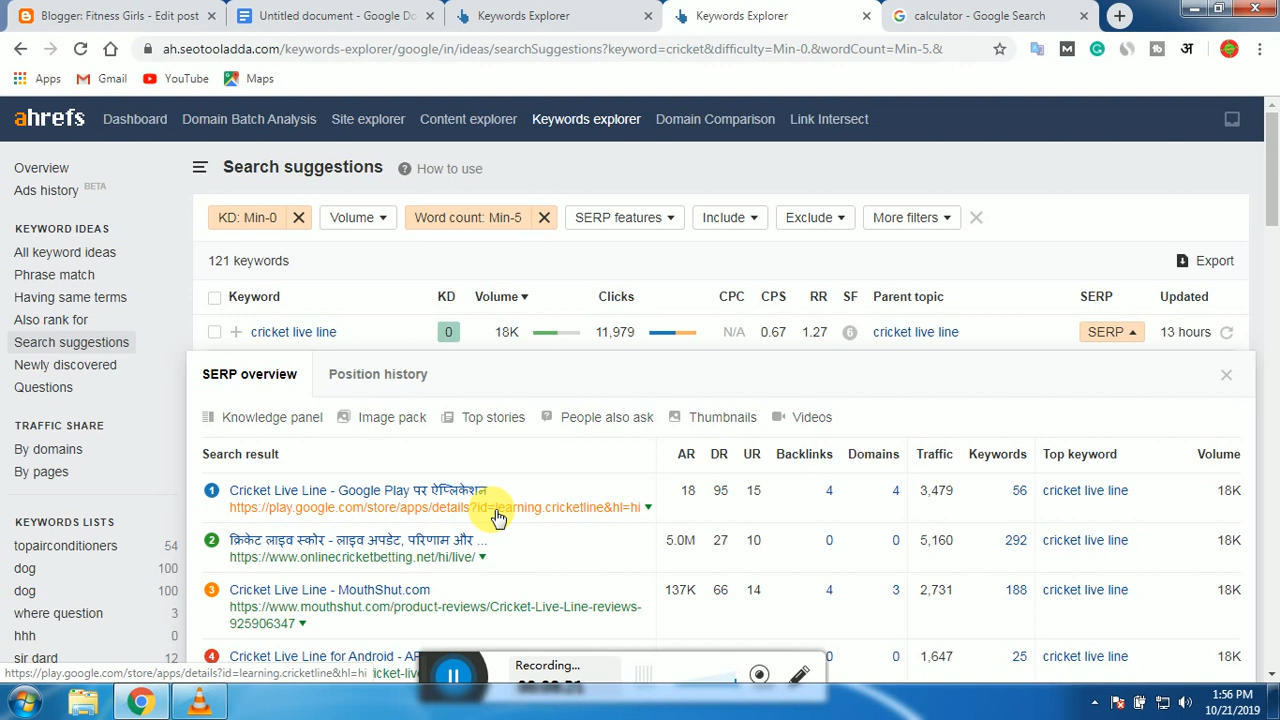 Blogger: Fitness Girls - Edit post
Untitled document - Google Do
Keywords Explorer
Keywords Explorer
calculator - Google Search
ah.seotooladda.com/keywords-explorer/google/in/ideas/searchSuggestions?keyword=cricket&difficulty=Min-0.&wordCount=Min-5.&
Apps
Gmail
YouTube
Maps
ahrefs
Dashboard
Domain Batch Analysis
Site explorer
Content explorer
Keywords explorer
Domain Comparison
Link Intersect
Overview
Ads history BETA
KEYWORD IDEAS
All keyword ideas
Phrase match
Having same terms
Also rank for
Search suggestions
Newly discovered
Questions
TRAFFIC SHARE
By domains
By pages
KEYWORDS LISTS
topairconditioners 54
dog 100
dog 100
where question 3
hhh 0
sir dard 12
Search suggestions
? How to use
KD: Min-0
Volume
Word count: Min-5
SERP features
Include
Exclude
More filters
121 keywords
Export
Keyword KD Volume Clicks CPC CPS RR SF Parent topic SERP Updated
cricket live line 0 18K 11,979 N/A 0.67 1.27 6 cricket live line SERP 13 hours
SERP overview
Position history
Knowledge panel
Image pack
Top stories
People also ask
Thumbnails
Videos
Search result AR DR UR Backlinks Domains Traffic Keywords Top keyword Volume
1 Cricket Live Line - Google Play पर ऐप्लिकेशन 18 95 15 4 4 3,479 56 cricket live line 18K
https://play.google.com/store/apps/details?id=learning.cricketline&hl=hi
2 क्रिकेट लाइव स्कोर - लाइव अपडेट, परिणाम और ... 5.0M 27 10 0 0 5,160 292 cricket live line 18K
https://www.onlinecricketbetting.net/hi/live/
3 Cricket Live Line - MouthShut.com 137K 66 14 4 3 2,731 188 cricket live line 18K
https://www.mouthshut.com/product-reviews/Cricket-Live-Line-reviews-
925906347
4 Cricket Live Line for Android - AP 0 0 1,647 25 cricket live line 18K
https://play.google.com/store/apps/details?id=learning.cricketline&hl=hi
Recording...
1:56 PM
10/21/2019